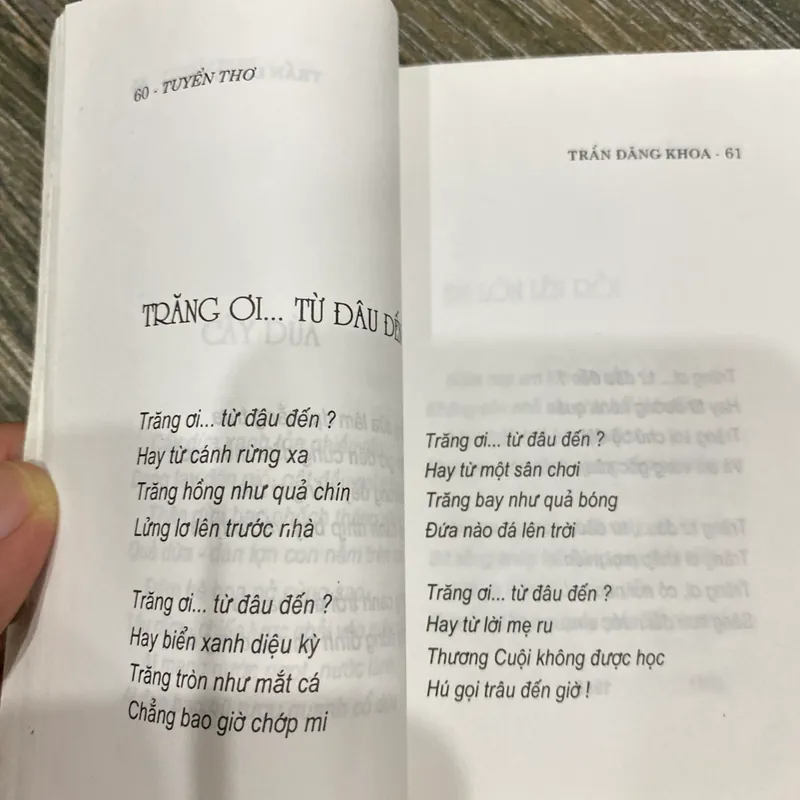 60 - TUYỂN THƠ
TRĂNG ƠI... TỪ ĐÂU ĐẾN
Trăng ơi... từ đâu đến ?
Hay từ cánh rừng xa
Trăng hồng như quả chín
Lửng lơ lên trước nhà
Trăng ơi... từ đâu đến ?
Hay biển xanh diệu kỳ
Trăng tròn như mắt cá
Chẳng bao giờ chớp mi
TRẦN ĐĂNG KHOA - 61
Trăng ơi... từ đâu đến ?
Hay từ một sân chơi
Trăng bay như quả bóng
Đứa nào đá lên trời
Trăng ơi... từ đâu đến ?
Hay từ lời mẹ ru
Thương Cuội không được học
Hú gọi trâu đến giờ !